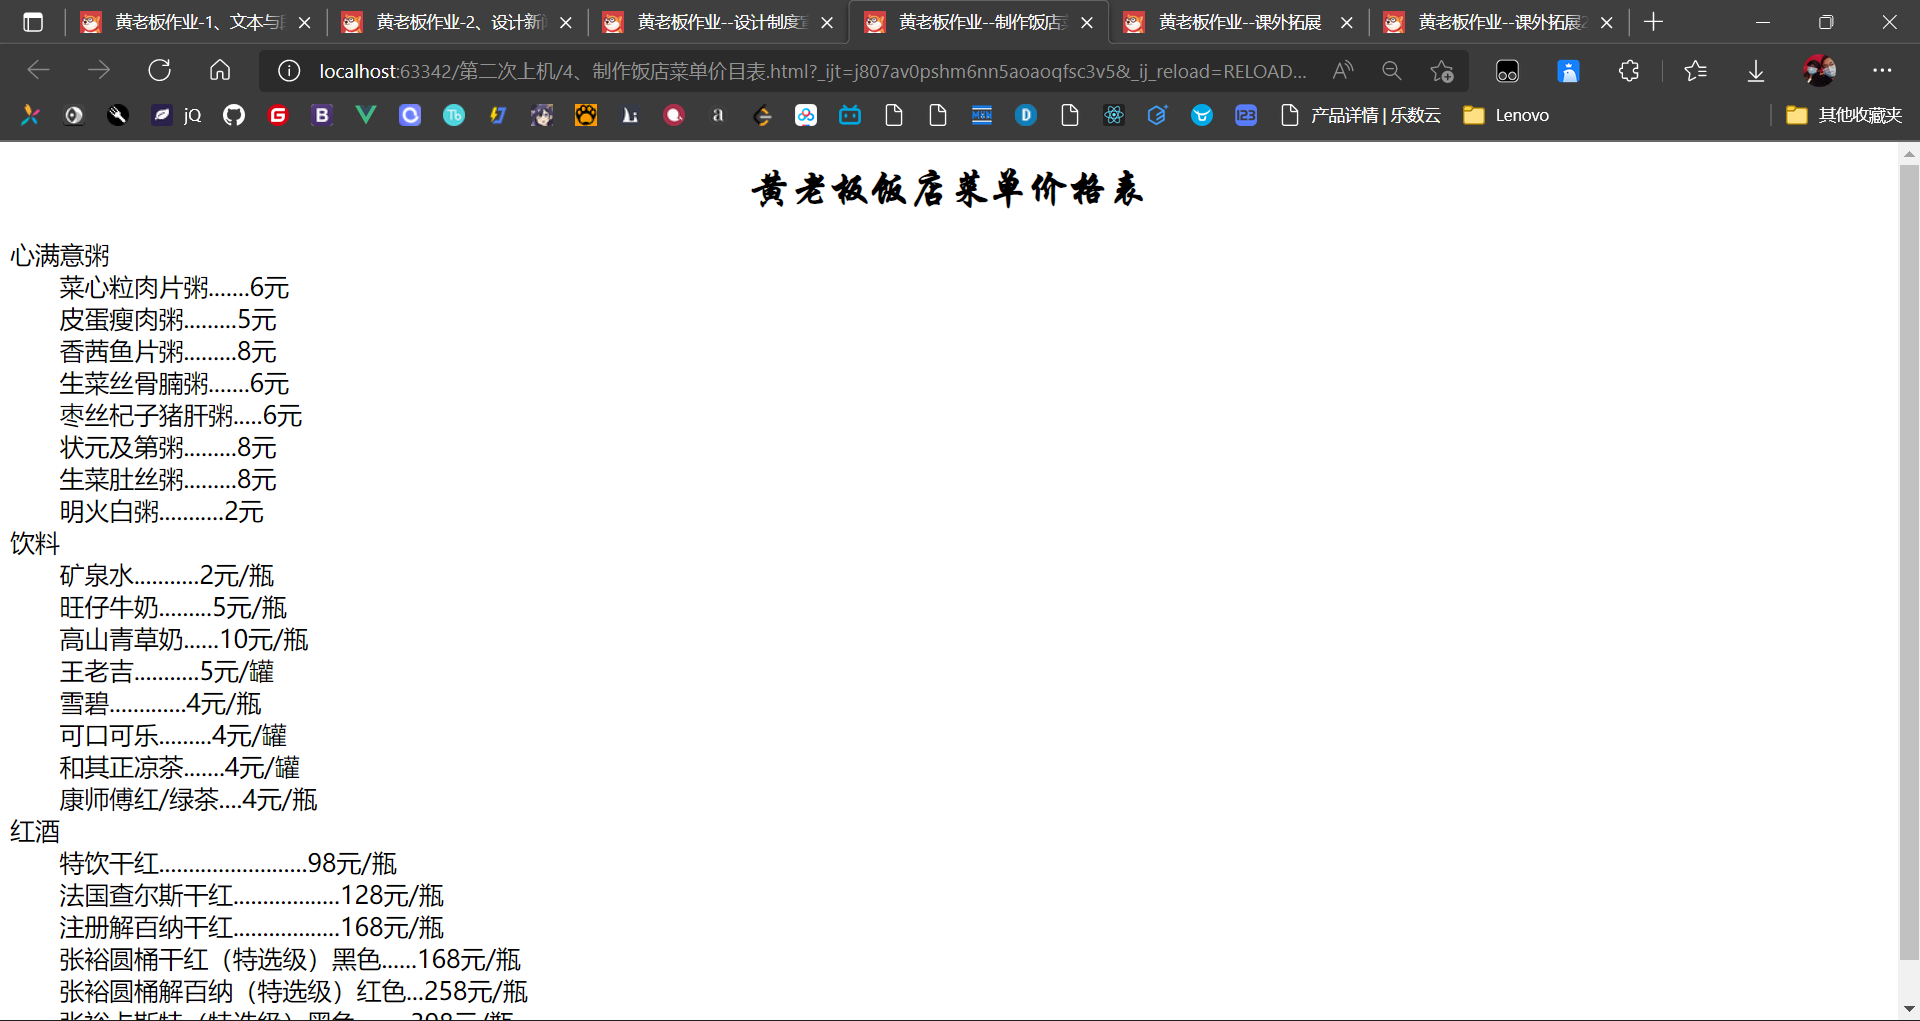 黄老板作业-1、文本与
黄老板作业-2、设计新
黄老板作业--设计制度
黄老板作业--制作饭店
黄老板作业--课外拓展
黄老板作业--课外拓展2
localhost:63342/第二次上机/4、制作饭店菜单价目表.html?_ijt=j807av0pshm6nn5aoaoqfsc3v5&_ij_reload=RELOAD...
jQ
产品详情 | 乐数云
Lenovo
其他收藏夹
黄老板饭店菜单价格表
心满意粥
菜心粒肉片粥.......6元
皮蛋瘦肉粥.........5元
香茜鱼片粥.........8元
生菜丝骨腩粥.......6元
枣丝杞子猪肝粥.....6元
状元及第粥.........8元
生菜肚丝粥.........8元
明火白粥...........2元
饮料
矿泉水...........2元/瓶
旺仔牛奶.........5元/瓶
高山青草奶......10元/瓶
王老吉...........5元/罐
雪碧.............4元/瓶
可口可乐.........4元/罐
和其正凉茶.......4元/罐
康师傅红/绿茶....4元/瓶
红酒
特饮干红.........................98元/瓶
法国查尔斯干红..................128元/瓶
注册解百纳干红..................168元/瓶
张裕圆桶干红（特选级）黑色......168元/瓶
张裕圆桶解百纳（特选级）红色...258元/瓶